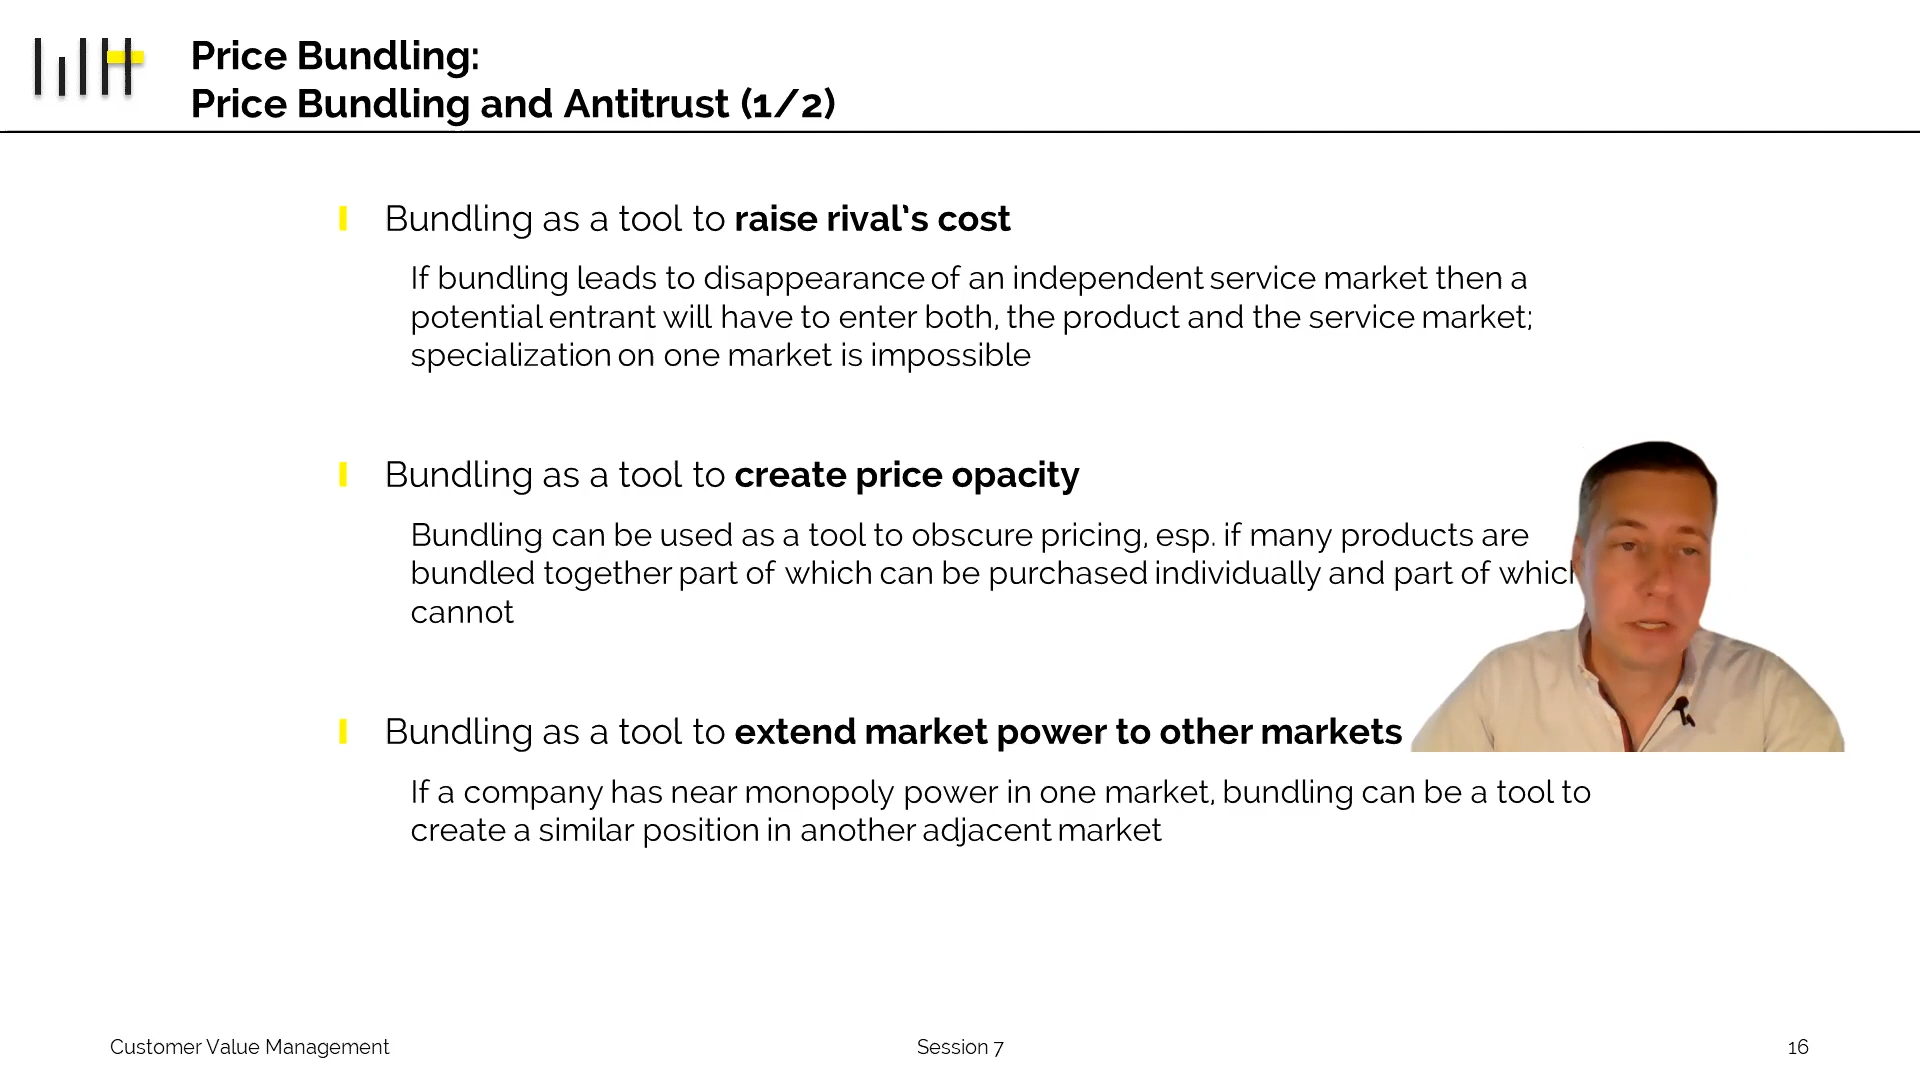 Price Bundling:
Price Bundling and Antitrust (1/2)
Bundling as a tool to raise rival's cost
If bundling leads to disappearance of an independent service market then a
potential entrant will have to enter both, the product and the service market;
specialization on one market is impossible
Bundling as a tool to create price opacity
Bundling can be used as a tool to obscure pricing, esp. if many products are
bundled together part of which can be purchased individually and part of which
cannot
Bundling as a tool to extend market power to other markets
If a company has near monopoly power in one market, bundling can be a tool to
create a similar position in another adjacent market
Customer Value Management
Session 7
16